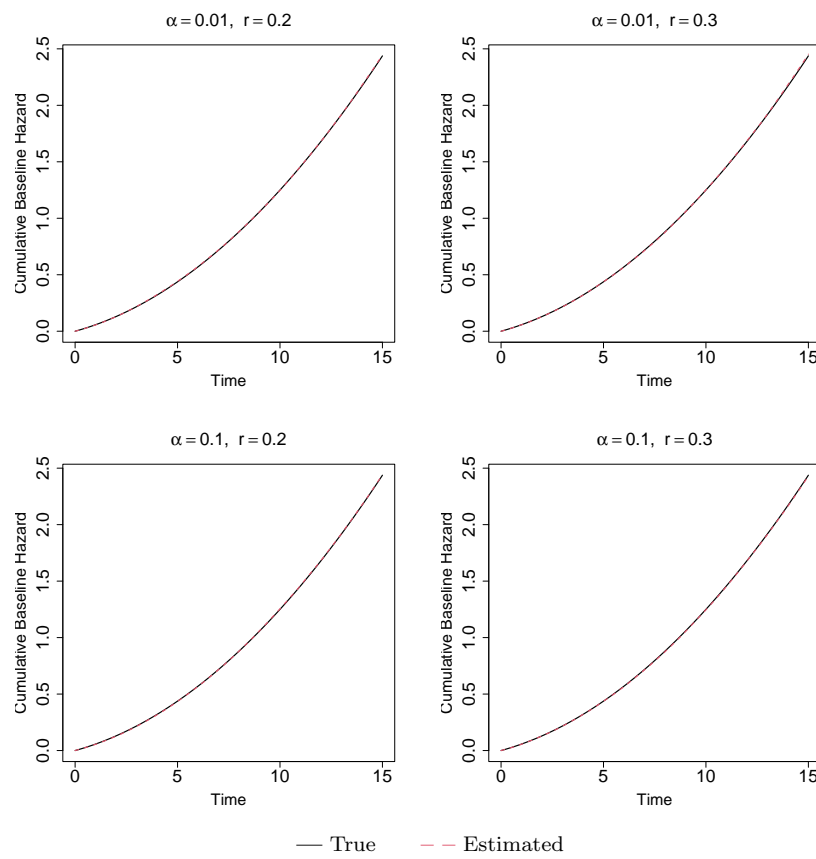 α = 0.01, r = 0.2
Cumulative Baseline Hazard
2.5
2.0
1.5
1.0
0.5
0.0
0 5 10 15
Time
α = 0.01, r = 0.3
Cumulative Baseline Hazard
2.5
2.0
1.5
1.0
0.5
0.0
0 5 10 15
Time
α = 0.1, r = 0.2
Cumulative Baseline Hazard
2.5
2.0
1.5
1.0
0.5
0.0
0 5 10 15
Time
α = 0.1, r = 0.3
Cumulative Baseline Hazard
2.5
2.0
1.5
1.0
0.5
0.0
0 5 10 15
Time
True Estimated